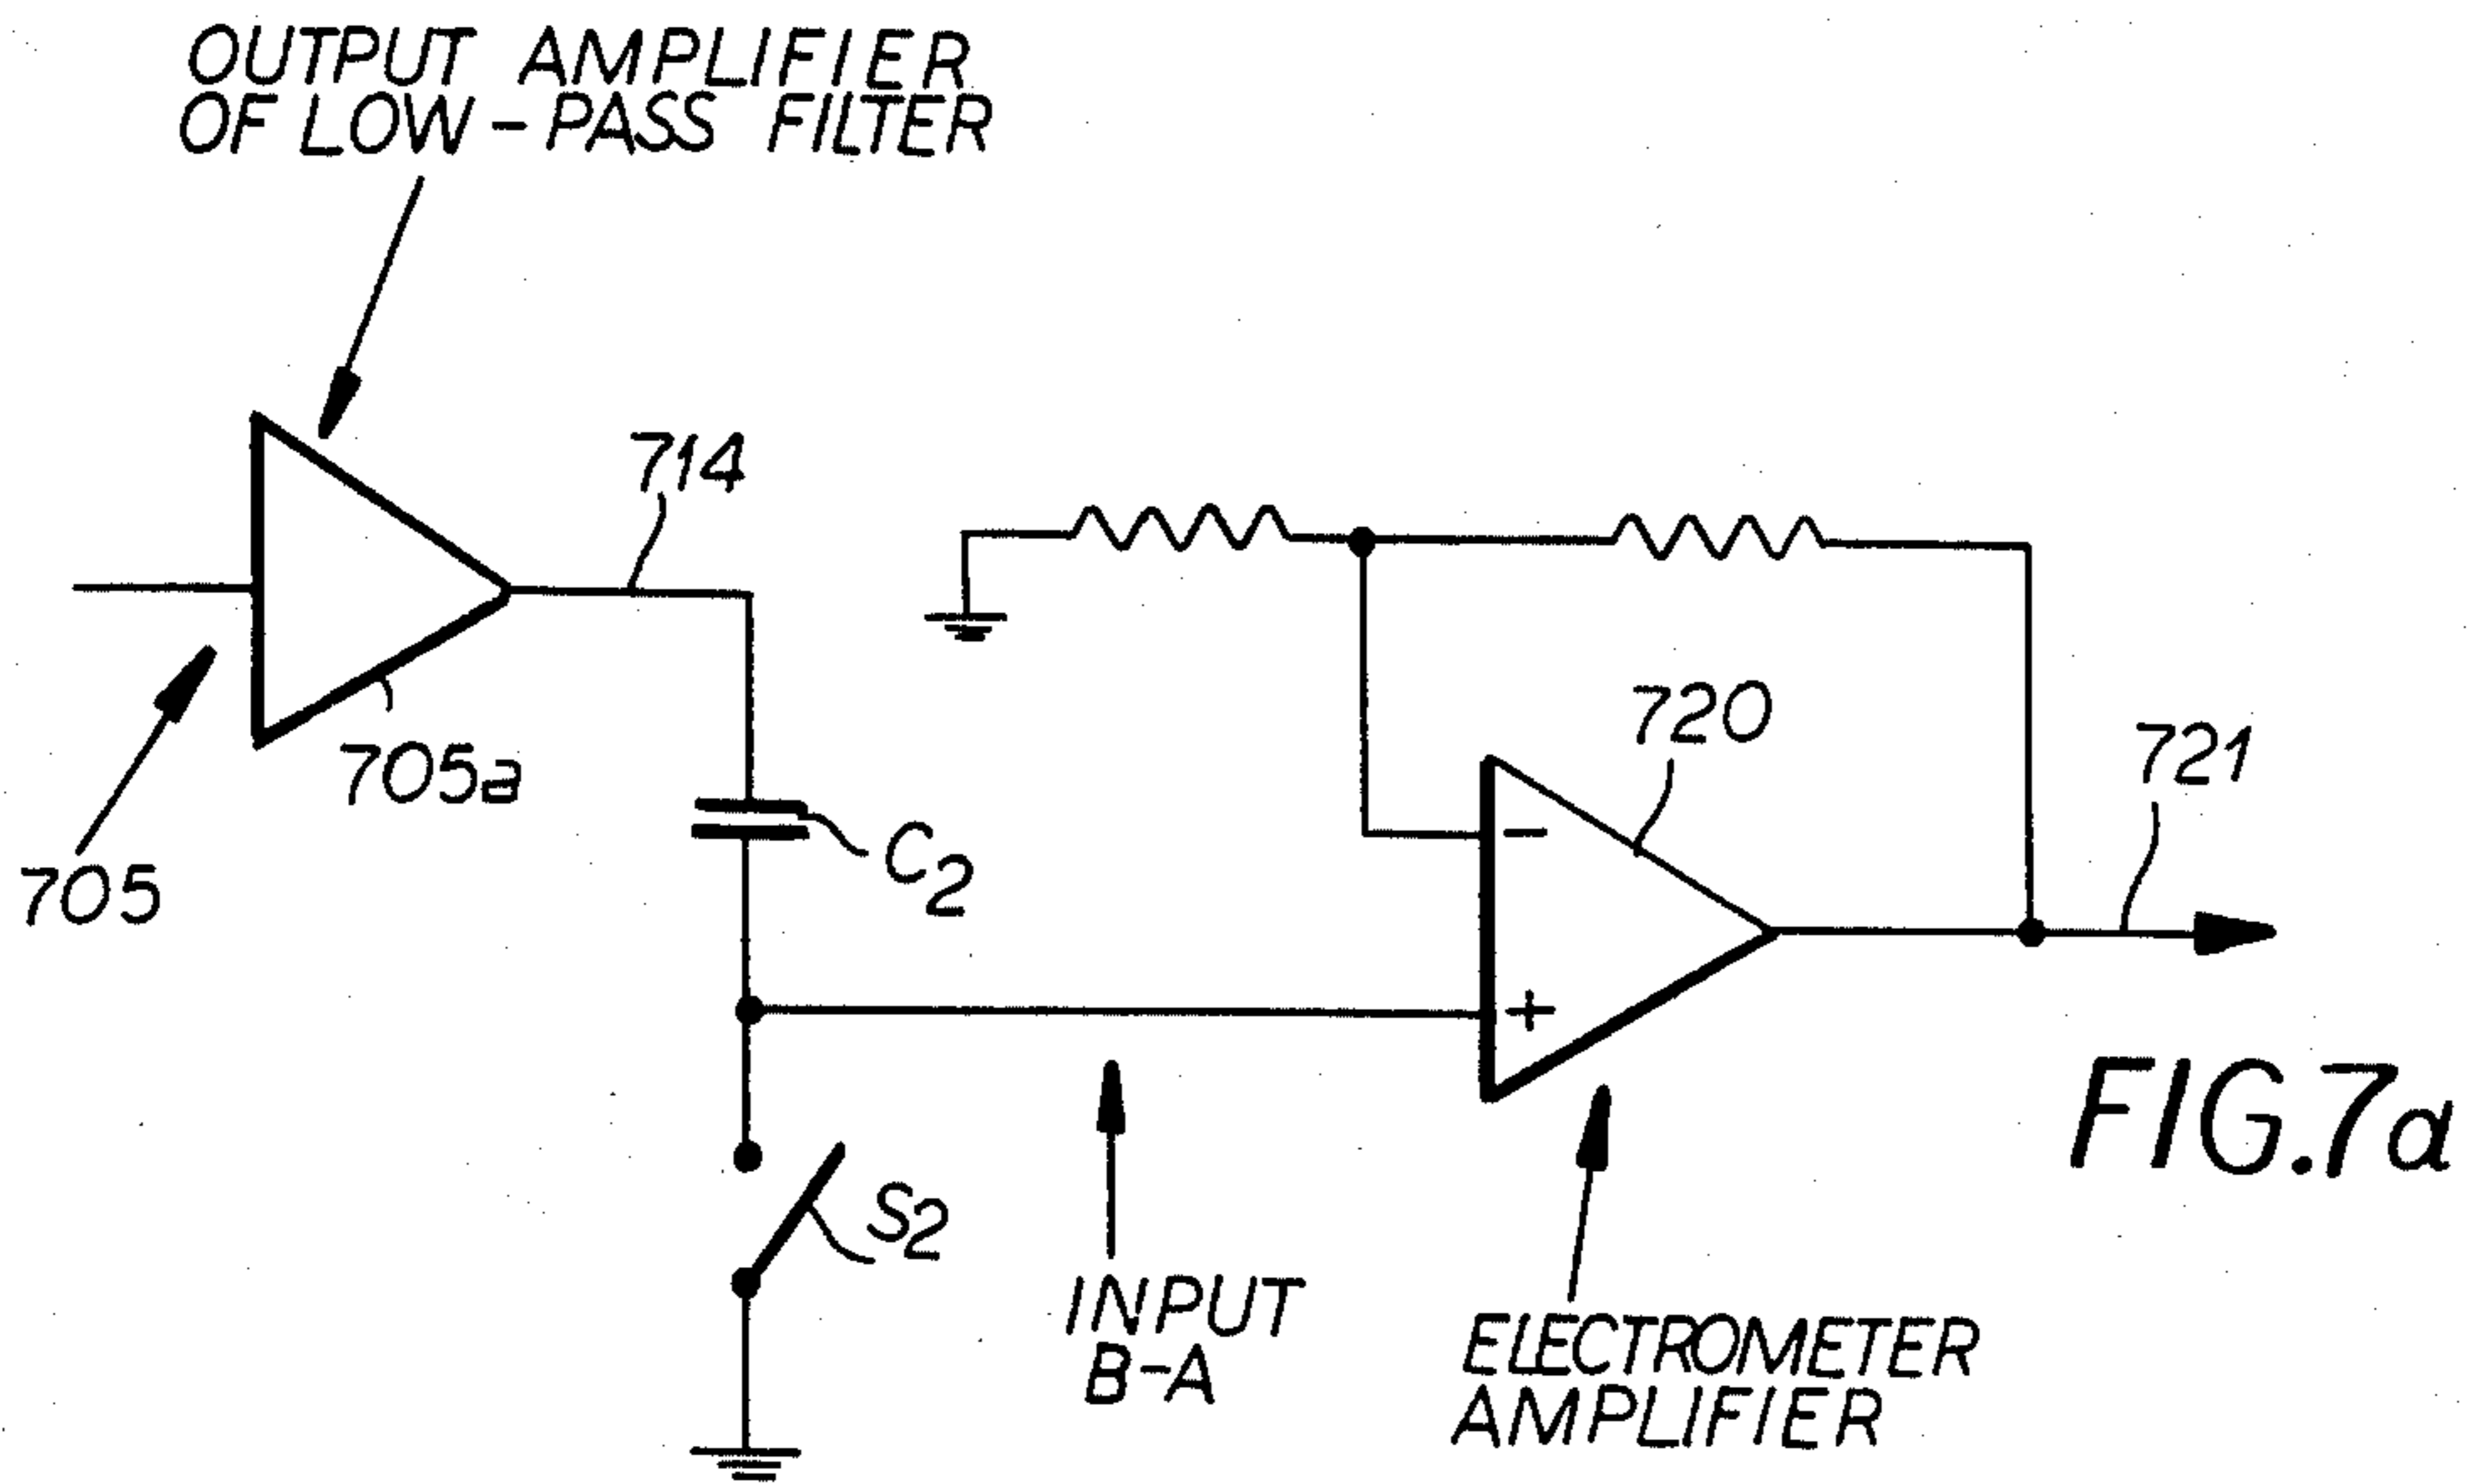 OUTPUT AMPLIFIER
OF LOW-PASS FILTER
714
705a
705
C2
720
721
-
+
S2
INPUT
B-A
ELECTROMETER
AMPLIFIER
FIG.7a